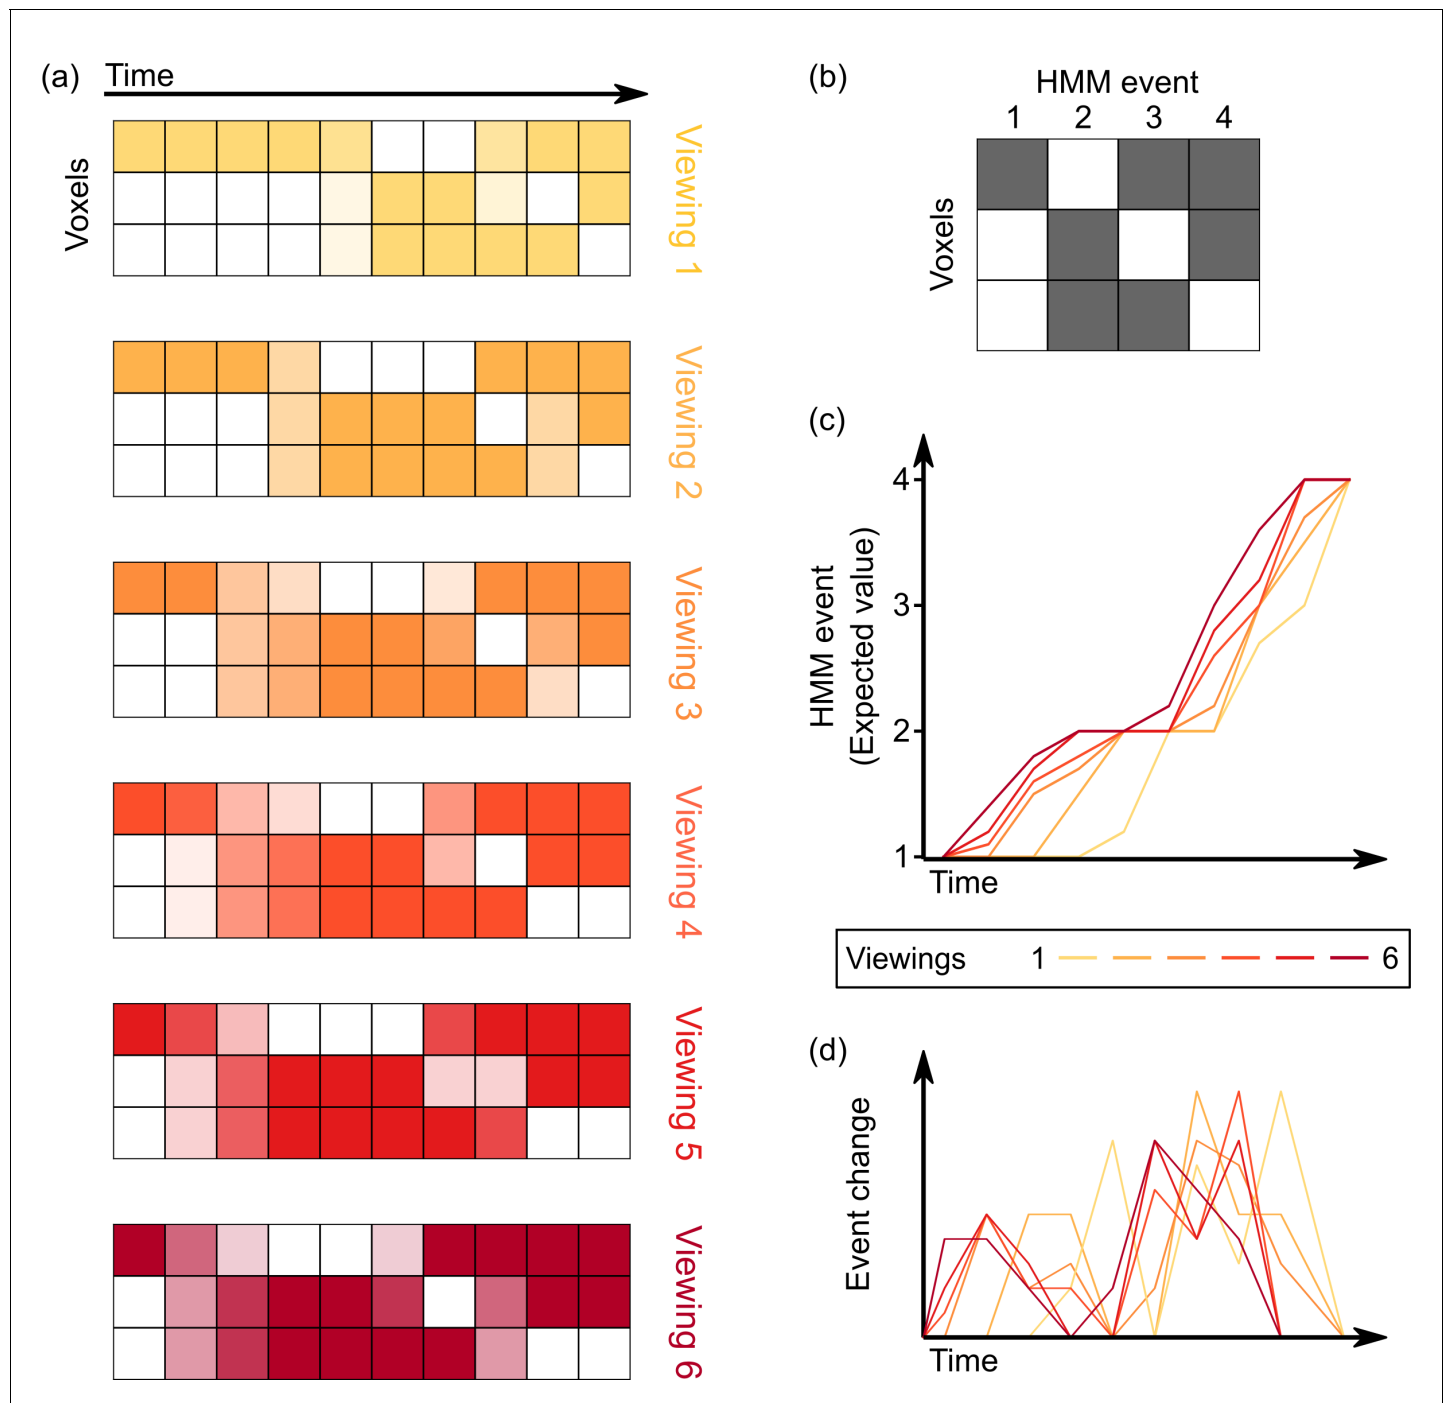 (a)
Time
Voxels
Viewing 1
Viewing 2
Viewing 3
Viewing 4
Viewing 5
Viewing 6
(b)
HMM event
1 2 3 4
Voxels
(c)
HMM event
(Expected value)
4
3
2
1
Time
Viewings 1 6
(d)
Event change
Time